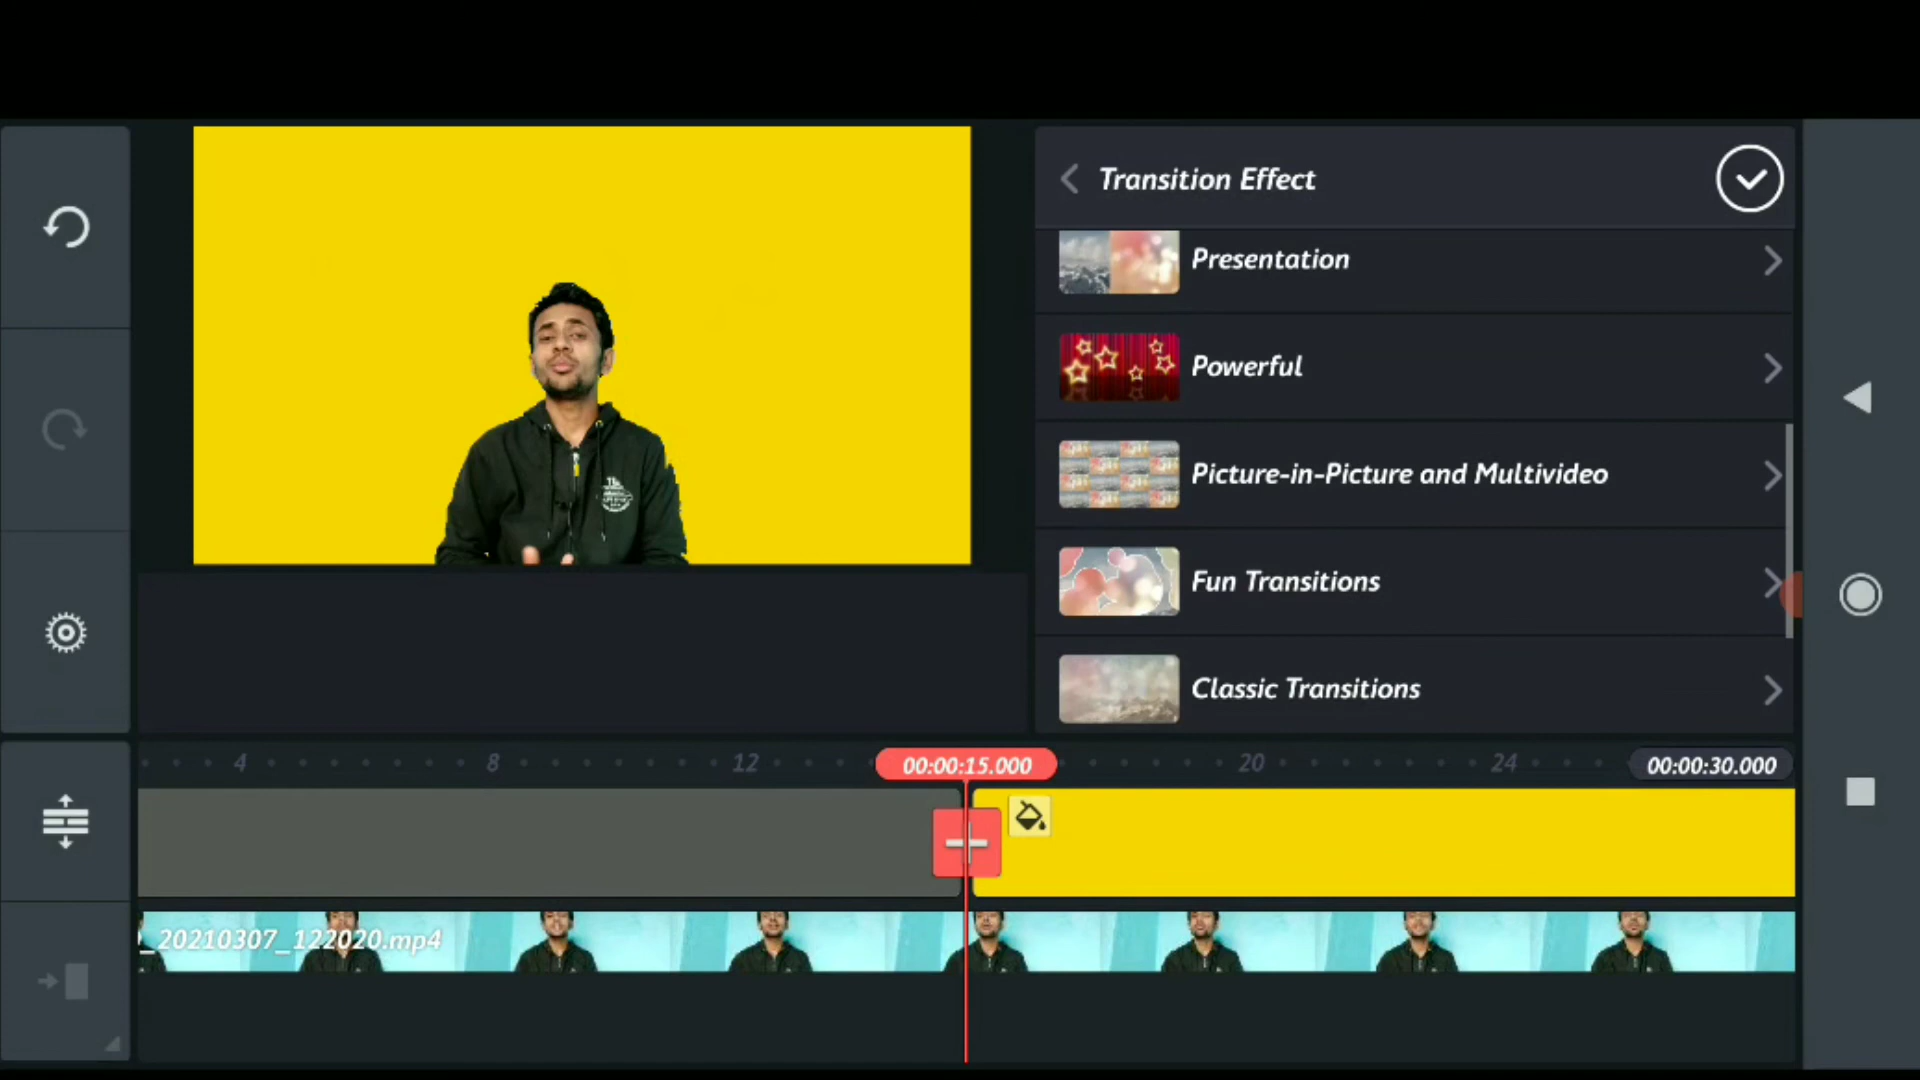 Transition Effect
Presentation
Powerful
Picture-in-Picture and Multivideo
Fun Transitions
Classic Transitions
4 8 12 00:00:15.000 20 24 00:00:30.000
_20210307_122020.mp4